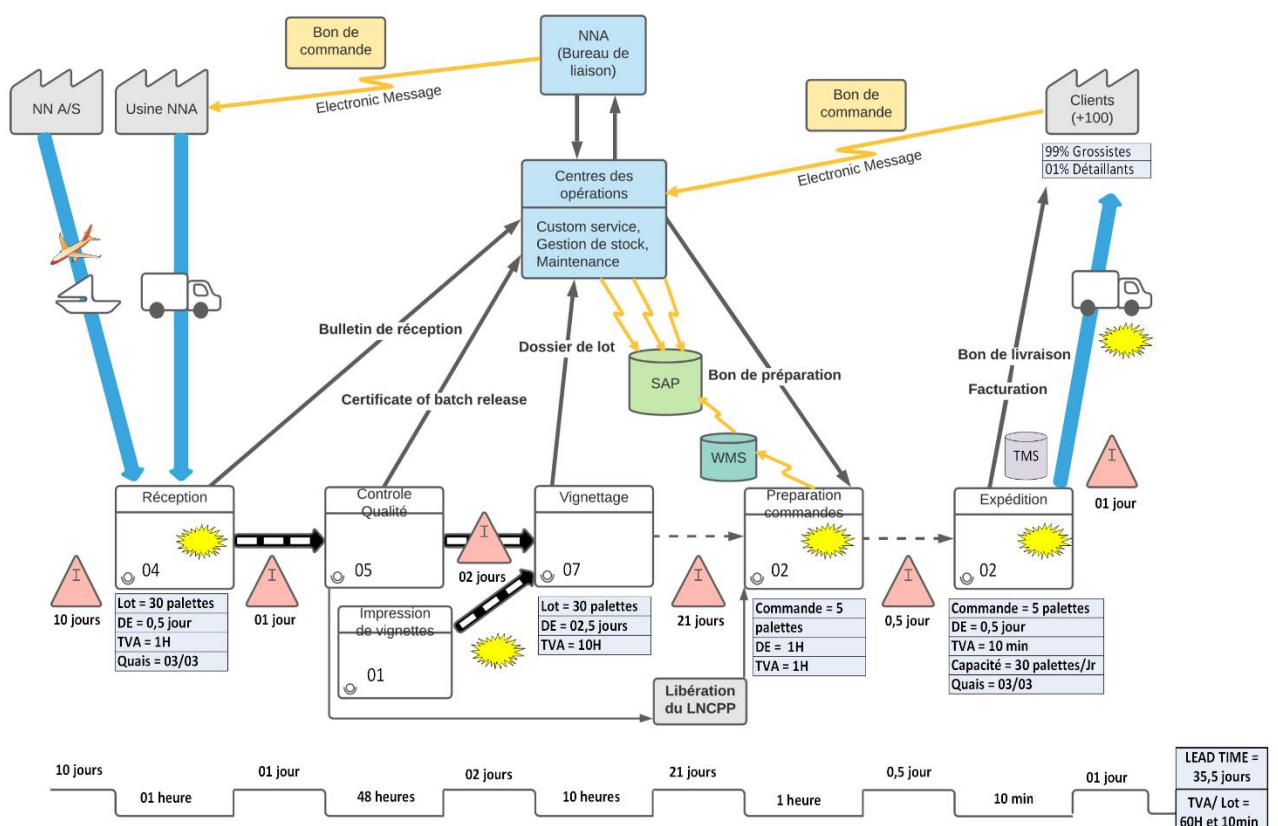 Bon de
commande
NNA
(Bureau de
liaison)
Electronic Message
NN A/S
Usine NNA
Bon de
commande
Clients
(+100)
99% Grossistes
01% Détaillants
Electronic Message
Centres des
opérations
Custom service,
Gestion de stock,
Maintenance
Bulletin de réception
Dossier de lot
Certificate of batch release
SAP
Bon de préparation
WMS
Bon de livraison
Facturation
TMS
I
01 jour
Réception
04
Controle
Qualité
05
I
02 jours
Vignettage
07
Preparation
commandes
02
Expédition
02
I
10 jours
I
01 jour
I
21 jours
I
0,5 jour
Lot = 30 palettes
DE = 0,5 jour
TVA = 1H
Quais = 03/03
Impression
de vignettes
01
Lot = 30 palettes
DE = 02,5 jours
TVA = 10H
Commande = 5
palettes
DE = 1H
TVA = 1H
Commande = 5 palettes
DE = 0,5 jour
TVA = 10 min
Capacité = 30 palettes/Jr
Quais = 03/03
Libération
du LNCPP
10 jours
01 heure
01 jour
48 heures
02 jours
10 heures
21 jours
1 heure
0,5 jour
10 min
01 jour
LEAD TIME =
35,5 jours
TVA/ Lot =
60H et 10min